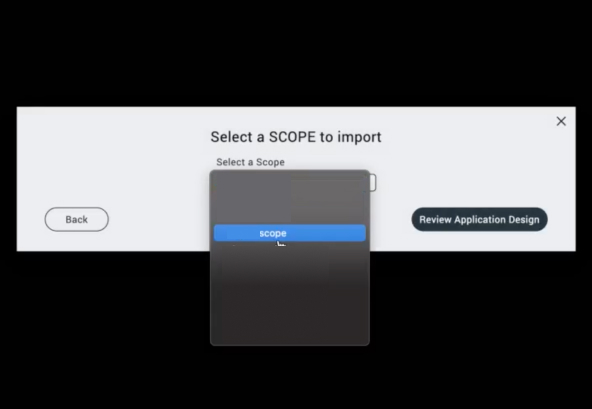 Select a SCOPE to import
Select a Scope
scope
Back
Review Application Design